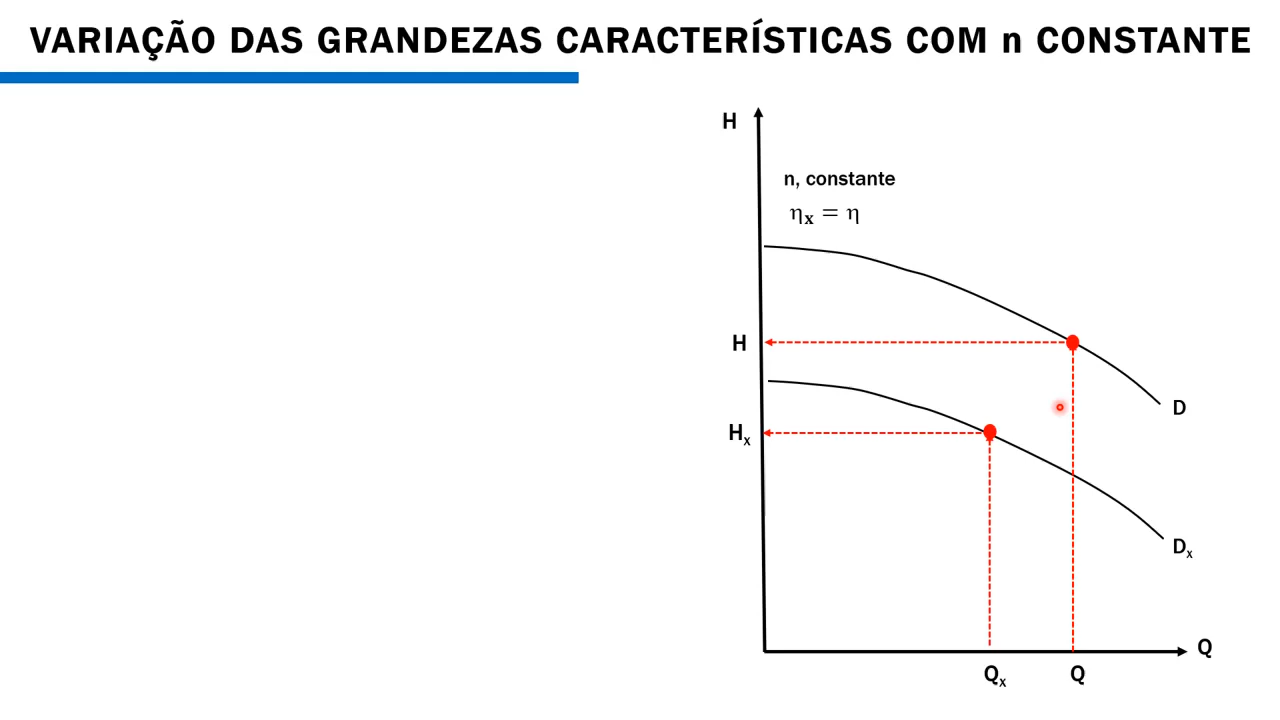 VARIAÇÃO DAS GRANDEZAS CARACTERÍSTICAS COM n CONSTANTE
H
n, constante
ηₓ = η
H
D
Hₓ
Dₓ
Q
Qₓ
Q